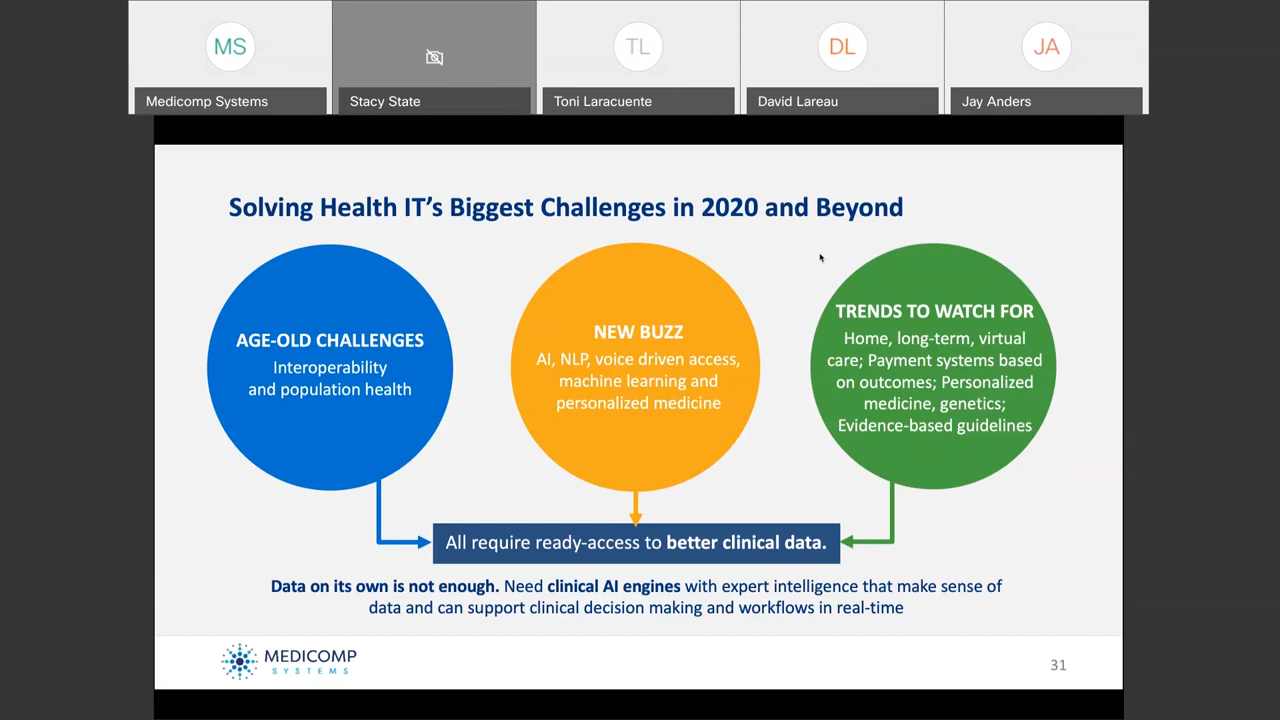 MS
TL
DL
JA
Medicomp Systems
Stacy State
Toni Laracuente
David Lareau
Jay Anders
Solving Health IT’s Biggest Challenges in 2020 and Beyond
AGE-OLD CHALLENGES
Interoperability
and population health
NEW BUZZ
AI, NLP, voice driven access,
machine learning and
personalized medicine
TRENDS TO WATCH FOR
Home, long-term, virtual
care; Payment systems based
on outcomes; Personalized
medicine, genetics;
Evidence-based guidelines
All require ready-access to better clinical data.
Data on its own is not enough. Need clinical AI engines with expert intelligence that make sense of
data and can support clinical decision making and workflows in real-time
MEDICOMP
SYSTEMS
31